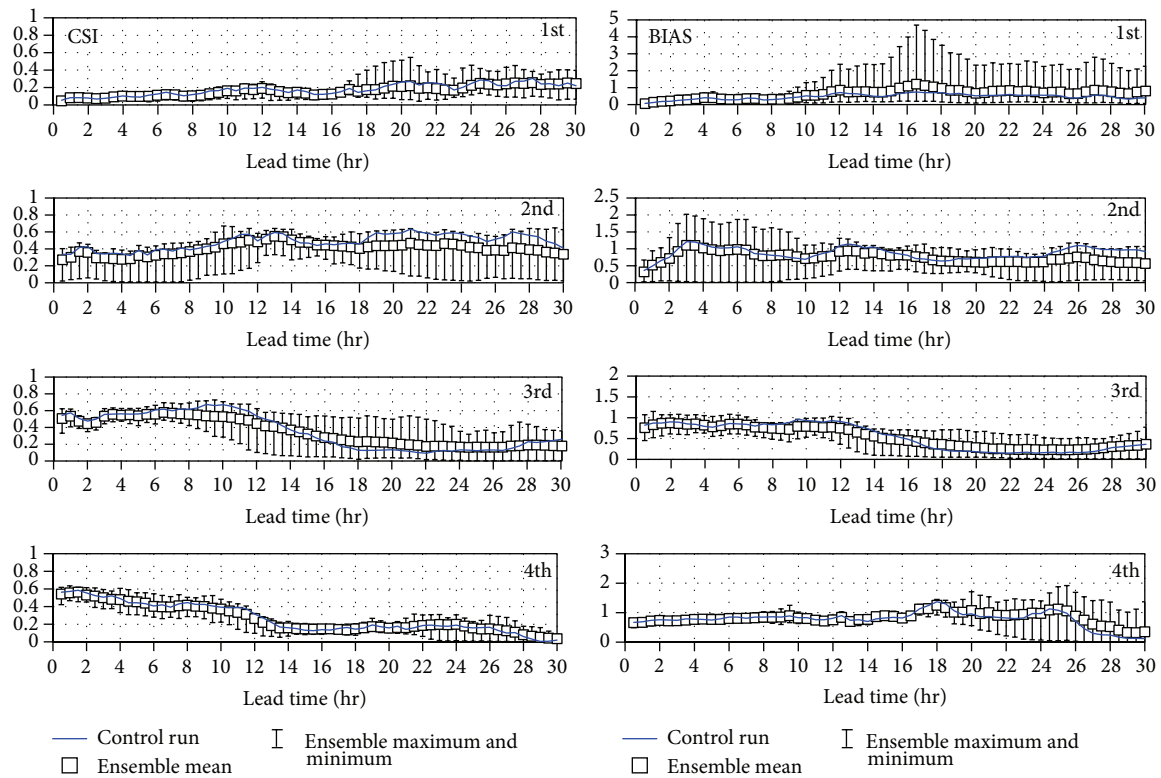 1
0.8
0.6
0.4
0.2
0
CSI
1st
0 2 4 6 8 10 12 14 16 18 20 22 24 26 28 30
Lead time (hr)
5
4
3
2
1
0
BIAS
1st
0 2 4 6 8 10 12 14 16 18 20 22 24 26 28 30
Lead time (hr)
1
0.8
0.6
0.4
0.2
0
2nd
0 2 4 6 8 10 12 14 16 18 20 22 24 26 28 30
Lead time (hr)
2.5
2
1.5
1
0.5
0
2nd
0 2 4 6 8 10 12 14 16 18 20 22 24 26 28 30
Lead time (hr)
1
0.8
0.6
0.4
0.2
0
3rd
0 2 4 6 8 10 12 14 16 18 20 22 24 26 28 30
Lead time (hr)
2
1.5
1
0.5
0
3rd
0 2 4 6 8 10 12 14 16 18 20 22 24 26 28 30
Lead time (hr)
1
0.8
0.6
0.4
0.2
0
4th
0 2 4 6 8 10 12 14 16 18 20 22 24 26 28 30
Lead time (hr)
3
2
1
0
4th
0 2 4 6 8 10 12 14 16 18 20 22 24 26 28 30
Lead time (hr)
Control run
Ensemble mean
Ensemble maximum and
minimum
Control run
Ensemble mean
Ensemble maximum and
minimum